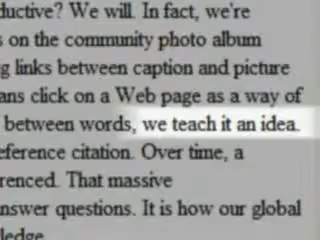 ductive? We will. In fact, we're
s on the community photo album
g links between caption and picture
ans click on a Web page as a way of
between words, we teach it an idea.
eference citation. Over time, a
renced. That massive
nswer questions. It is how our global
ledge